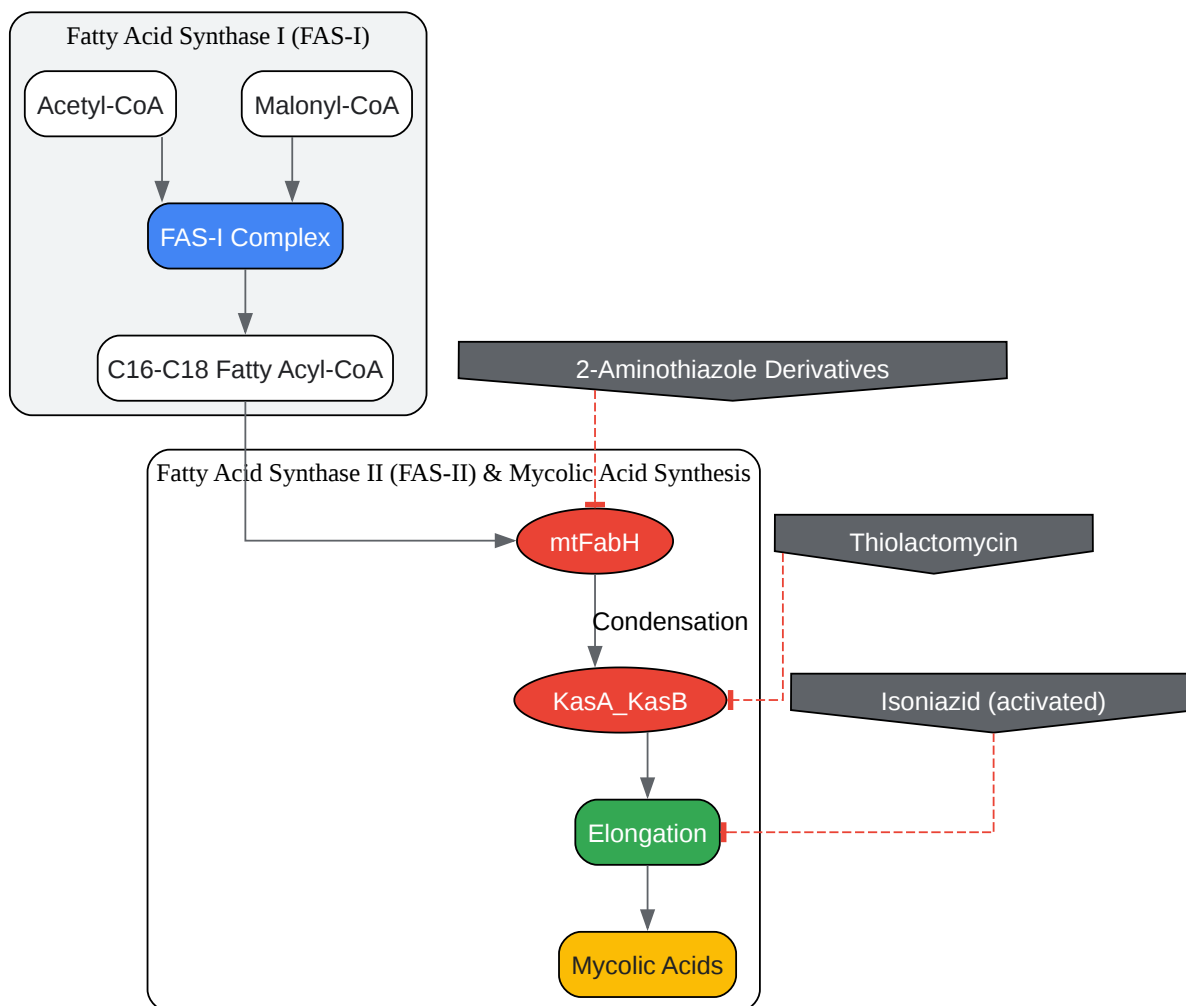 Fatty Acid Synthase I (FAS-I)
Acetyl-CoA
Malonyl-CoA
FAS-I Complex
C16-C18 Fatty Acyl-CoA
2-Aminothiazole Derivatives
Fatty Acid Synthase II (FAS-II) & Mycolic Acid Synthesis
mtFabH
Thiolactomycin
Condensation
KasA_KasB
Isoniazid (activated)
Elongation
Mycolic Acids